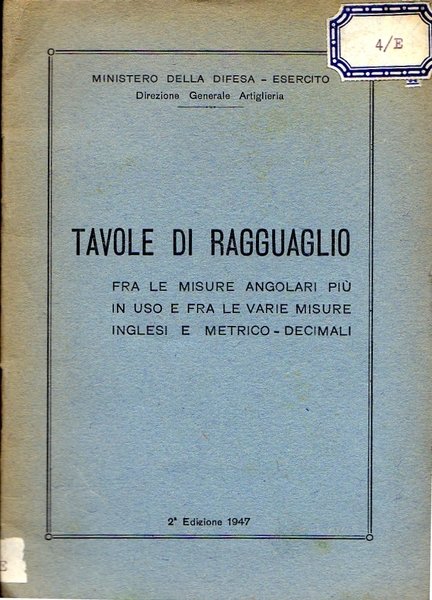 4/E
MINISTERO DELLA DIFESA - ESERCITO
Direzione Generale Artiglieria
TAVOLE DI RAGGUAGLIO
FRA LE MISURE ANGOLARI PIÙ
IN USO E FRA LE VARIE MISURE
INGLESI E METRICO-DECIMALI
2ª Edizione 1947
E